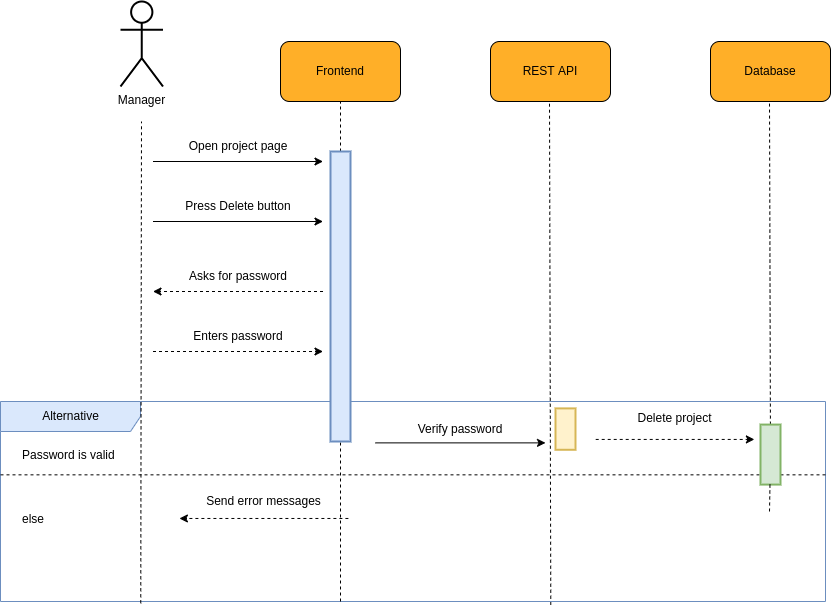 Manager
Frontend
REST API
Database
Open project page
Press Delete button
Asks for password
Enters password
Alternative
Verify password
Delete project
Password is valid
Send error messages
else